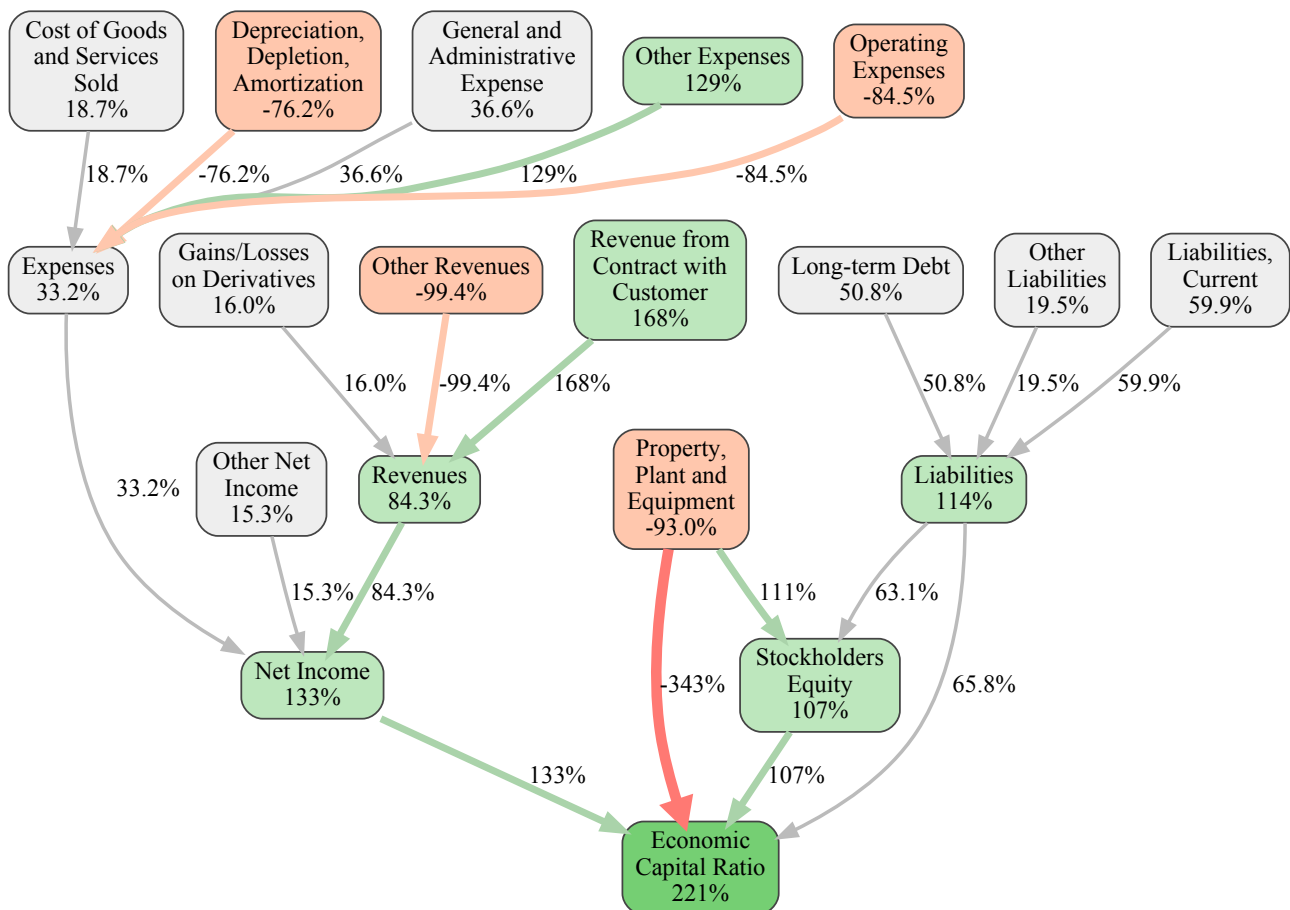 Cost of Goods
and Services
Sold
18.7%
Depreciation,
Depletion,
Amortization
-76.2%
General and
Administrative
Expense
36.6%
Other Expenses
129%
Operating
Expenses
-84.5%
18.7%
-76.2%
36.6%
129%
-84.5%
Expenses
33.2%
Gains/Losses
on Derivatives
16.0%
Other Revenues
-99.4%
Revenue from
Contract with
Customer
168%
Long-term Debt
50.8%
Other
Liabilities
19.5%
Liabilities,
Current
59.9%
16.0%
-99.4%
168%
50.8%
19.5%
59.9%
33.2%
Other Net
Income
15.3%
Revenues
84.3%
Property,
Plant and
Equipment
-93.0%
Liabilities
114%
15.3%
84.3%
111%
63.1%
Net Income
133%
-343%
Stockholders
Equity
107%
65.8%
133%
107%
Economic
Capital Ratio
221%